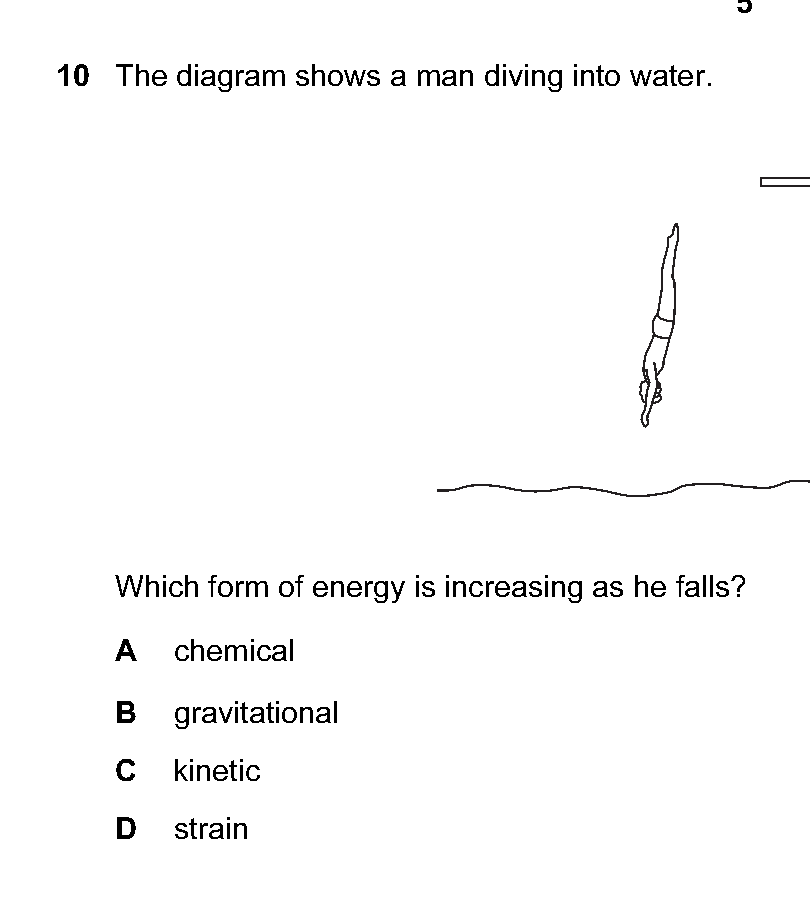 5
10 The diagram shows a man diving into water.
Which form of energy is increasing as he falls?
A chemical
B gravitational
C kinetic
D strain